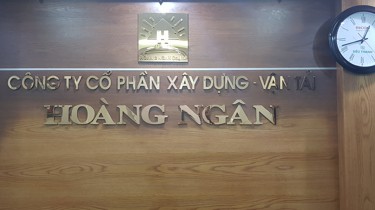 H
CÔNG TY CỔ PHẦN XÂY DỰNG - VẬN TẢI
HOÀNG NGÂN